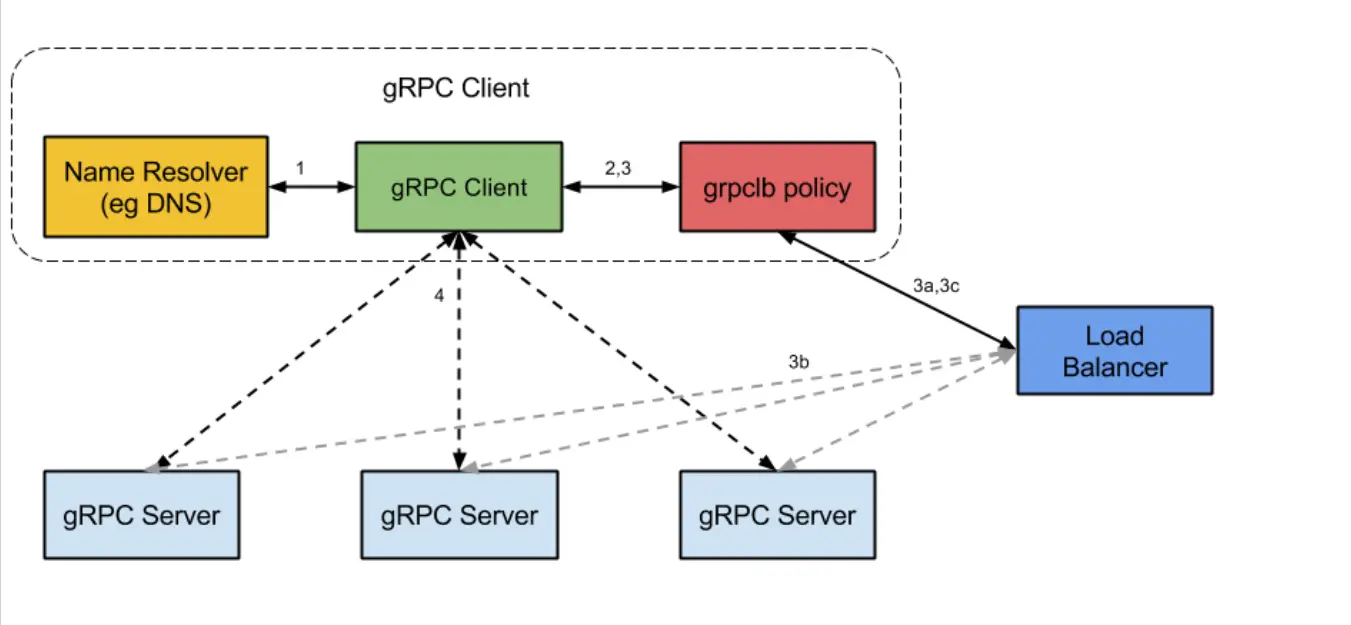 gRPC Client
Name Resolver
(eg DNS)
1
gRPC Client
2,3
grpclb policy
4
3a,3c
Load
Balancer
3b
gRPC Server
gRPC Server
gRPC Server